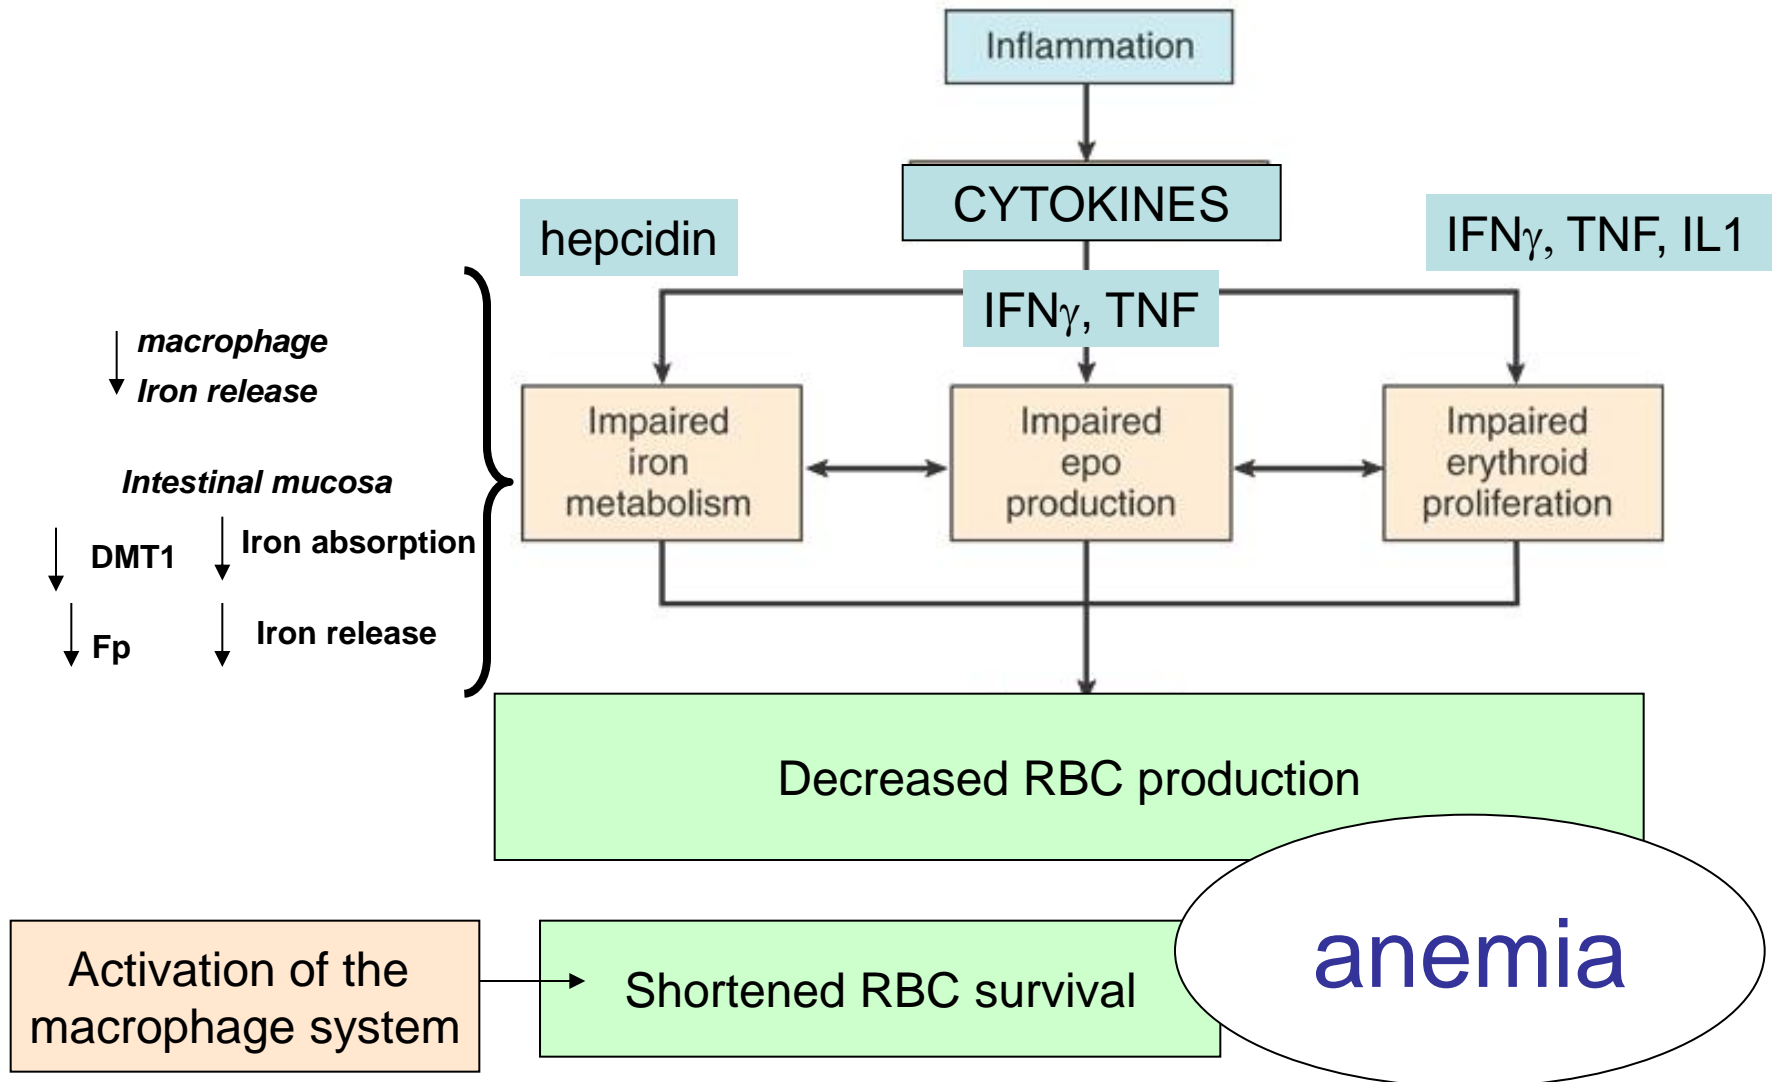 Inflammation
CYTOKINES
hepcidin
IFNγ, TNF, IL1
IFNγ, TNF
macrophage
Iron release
Intestinal mucosa
DMT1
Iron absorption
Fp
Iron release
Impaired
iron
metabolism
Impaired
epo
production
Impaired
erythroid
proliferation
Decreased RBC production
Activation of the
macrophage system
Shortened RBC survival
anemia